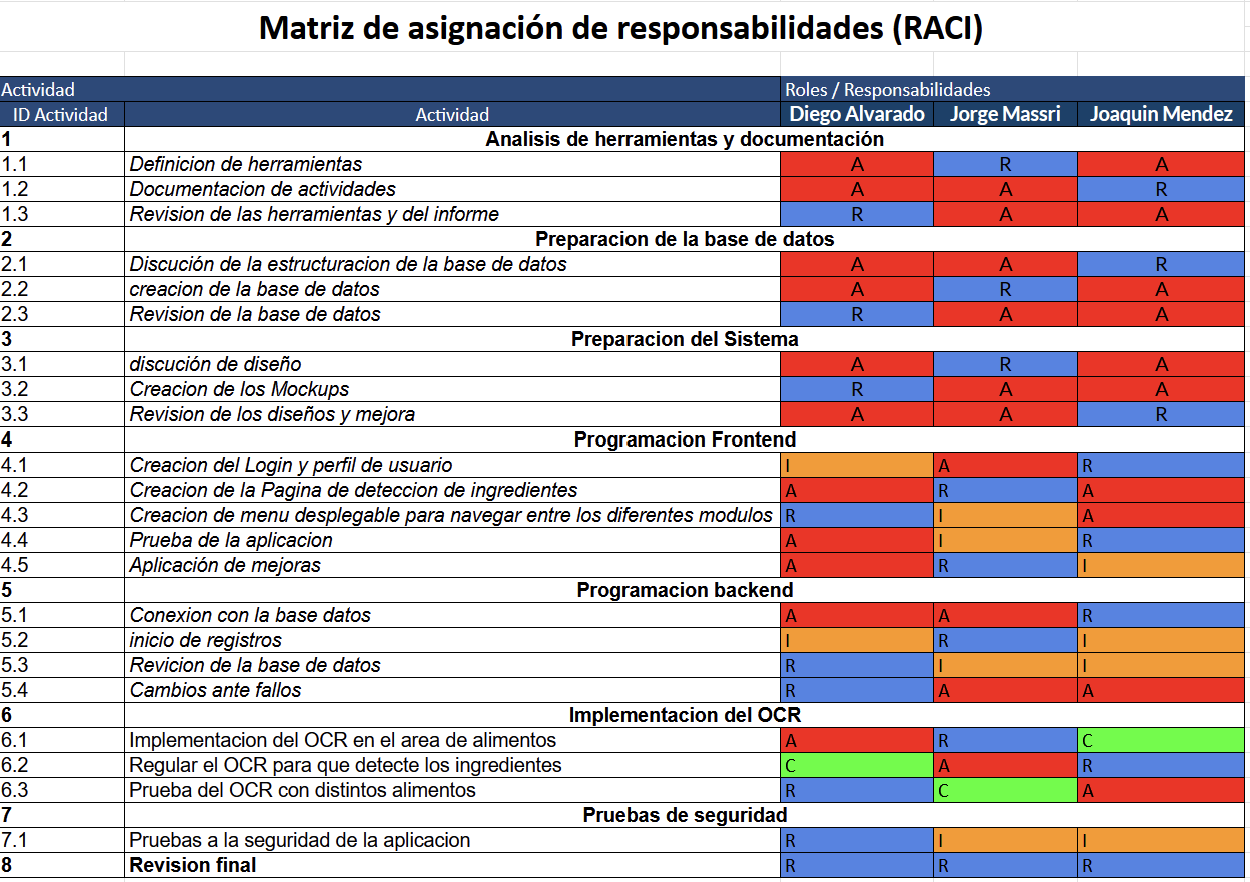 Matriz de asignación de responsabilidades (RACI)
Actividad Roles / Responsabilidades
ID Actividad Actividad Diego Alvarado Jorge Massri Joaquin Mendez
1 Analisis de herramientas y documentación
1.1 Definicion de herramientas A R A
1.2 Documentacion de actividades A A R
1.3 Revision de las herramientas y del informe R A A
2 Preparacion de la base de datos
2.1 Discución de la estructuracion de la base de datos A A R
2.2 creacion de la base de datos A R A
2.3 Revision de la base de datos R A A
3 Preparacion del Sistema
3.1 discución de diseño A R A
3.2 Creacion de los Mockups R A A
3.3 Revision de los diseños y mejora A A R
4 Programacion Frontend
4.1 Creacion del Login y perfil de usuario I A R
4.2 Creacion de la Pagina de deteccion de ingredientes A R A
4.3 Creacion de menu desplegable para navegar entre los diferentes modulos R I A
4.4 Prueba de la aplicacion A I R
4.5 Aplicación de mejoras A R I
5 Programacion backend
5.1 Conexion con la base datos A A R
5.2 inicio de registros I R I
5.3 Revicion de la base de datos R I I
5.4 Cambios ante fallos R A A
6 Implementacion del OCR
6.1 Implementacion del OCR en el area de alimentos A R C
6.2 Regular el OCR para que detecte los ingredientes C A R
6.3 Prueba del OCR con distintos alimentos R C A
7 Pruebas de seguridad
7.1 Pruebas a la seguridad de la aplicacion R I I
8 Revision final R R R